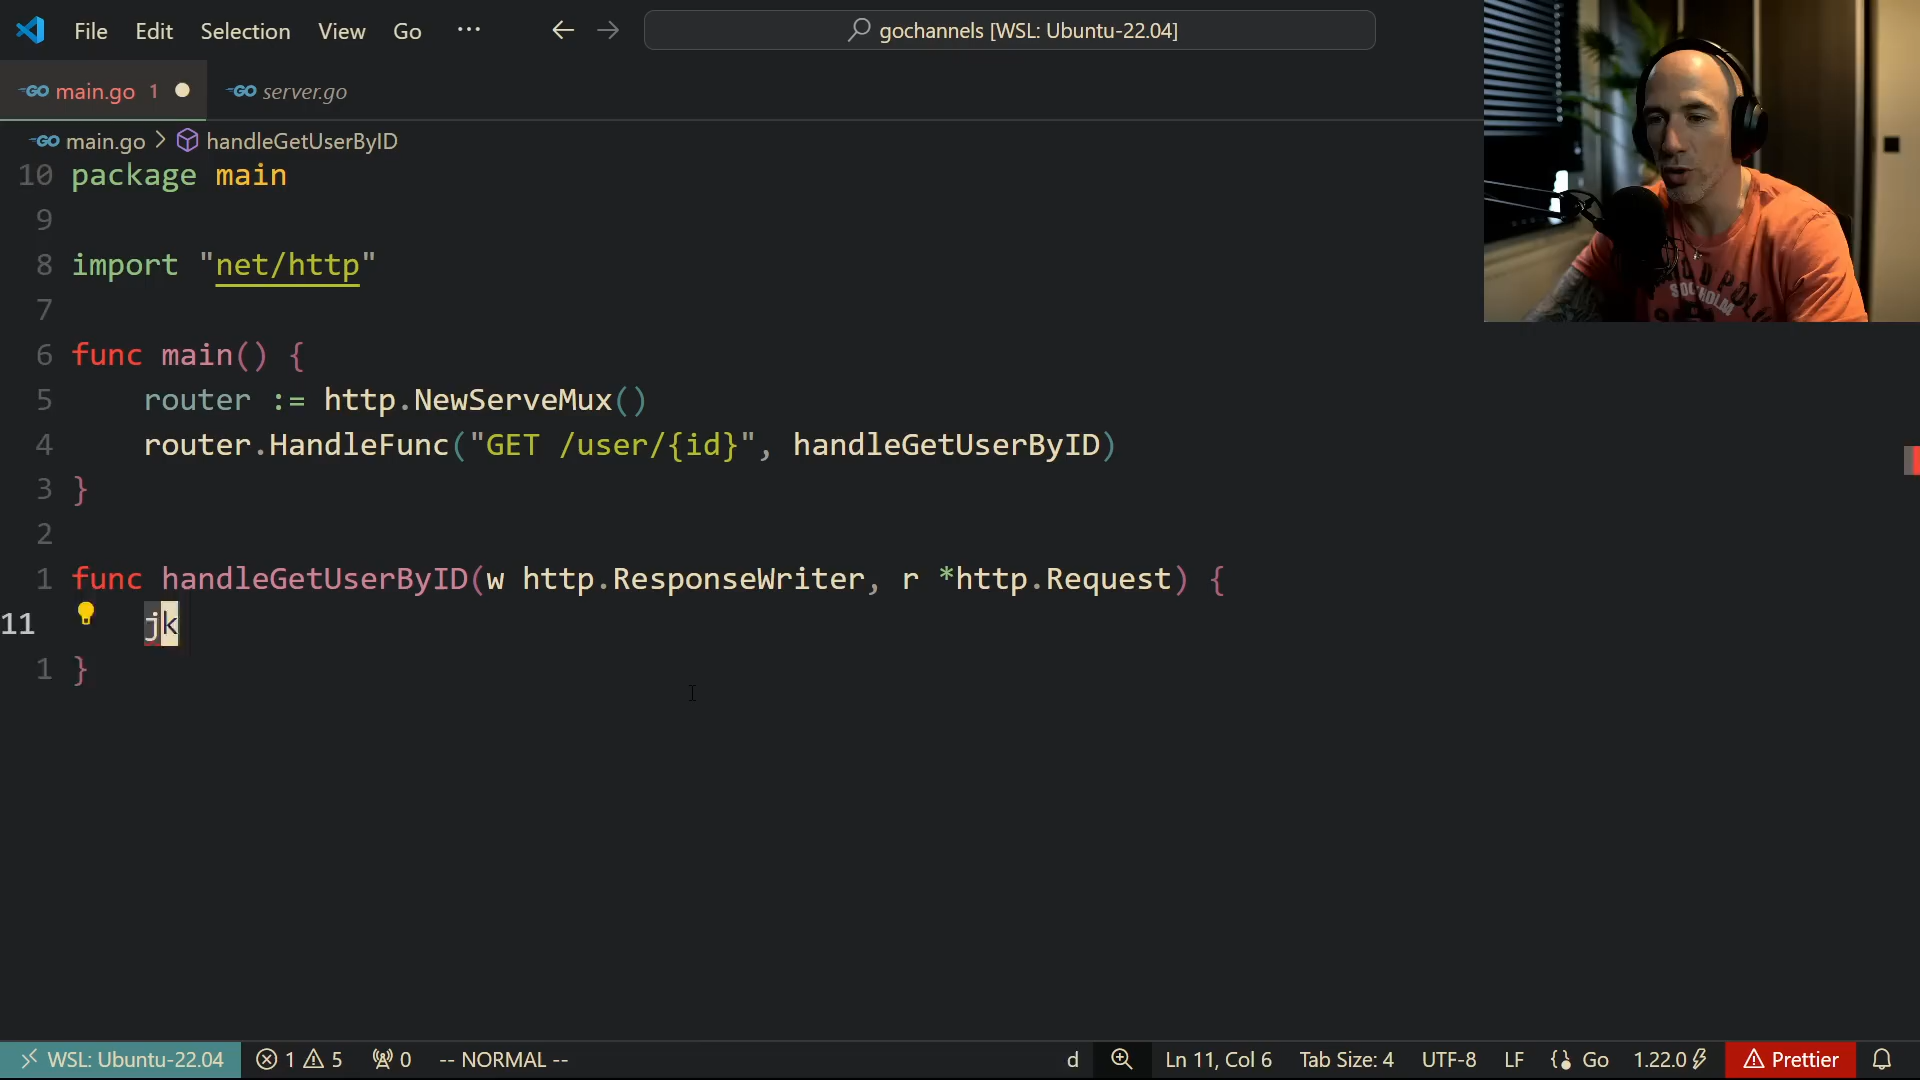 File Edit Selection View Go ··· gochannels [WSL: Ubuntu-22.04]
GO main.go 1 GO server.go
GO main.go > handleGetUserByID
10 package main
9
8 import "net/http"
7
6 func main() {
5 router := http.NewServeMux()
4 router.HandleFunc("GET /user/{id}", handleGetUserByID)
3 }
2
1 func handleGetUserByID(w http.ResponseWriter, r *http.Request) {
11 jk
1 }
WSL: Ubuntu-22.04 1 5 0 -- NORMAL -- d Ln 11, Col 6 Tab Size: 4 UTF-8 LF Go 1.22.0 Prettier